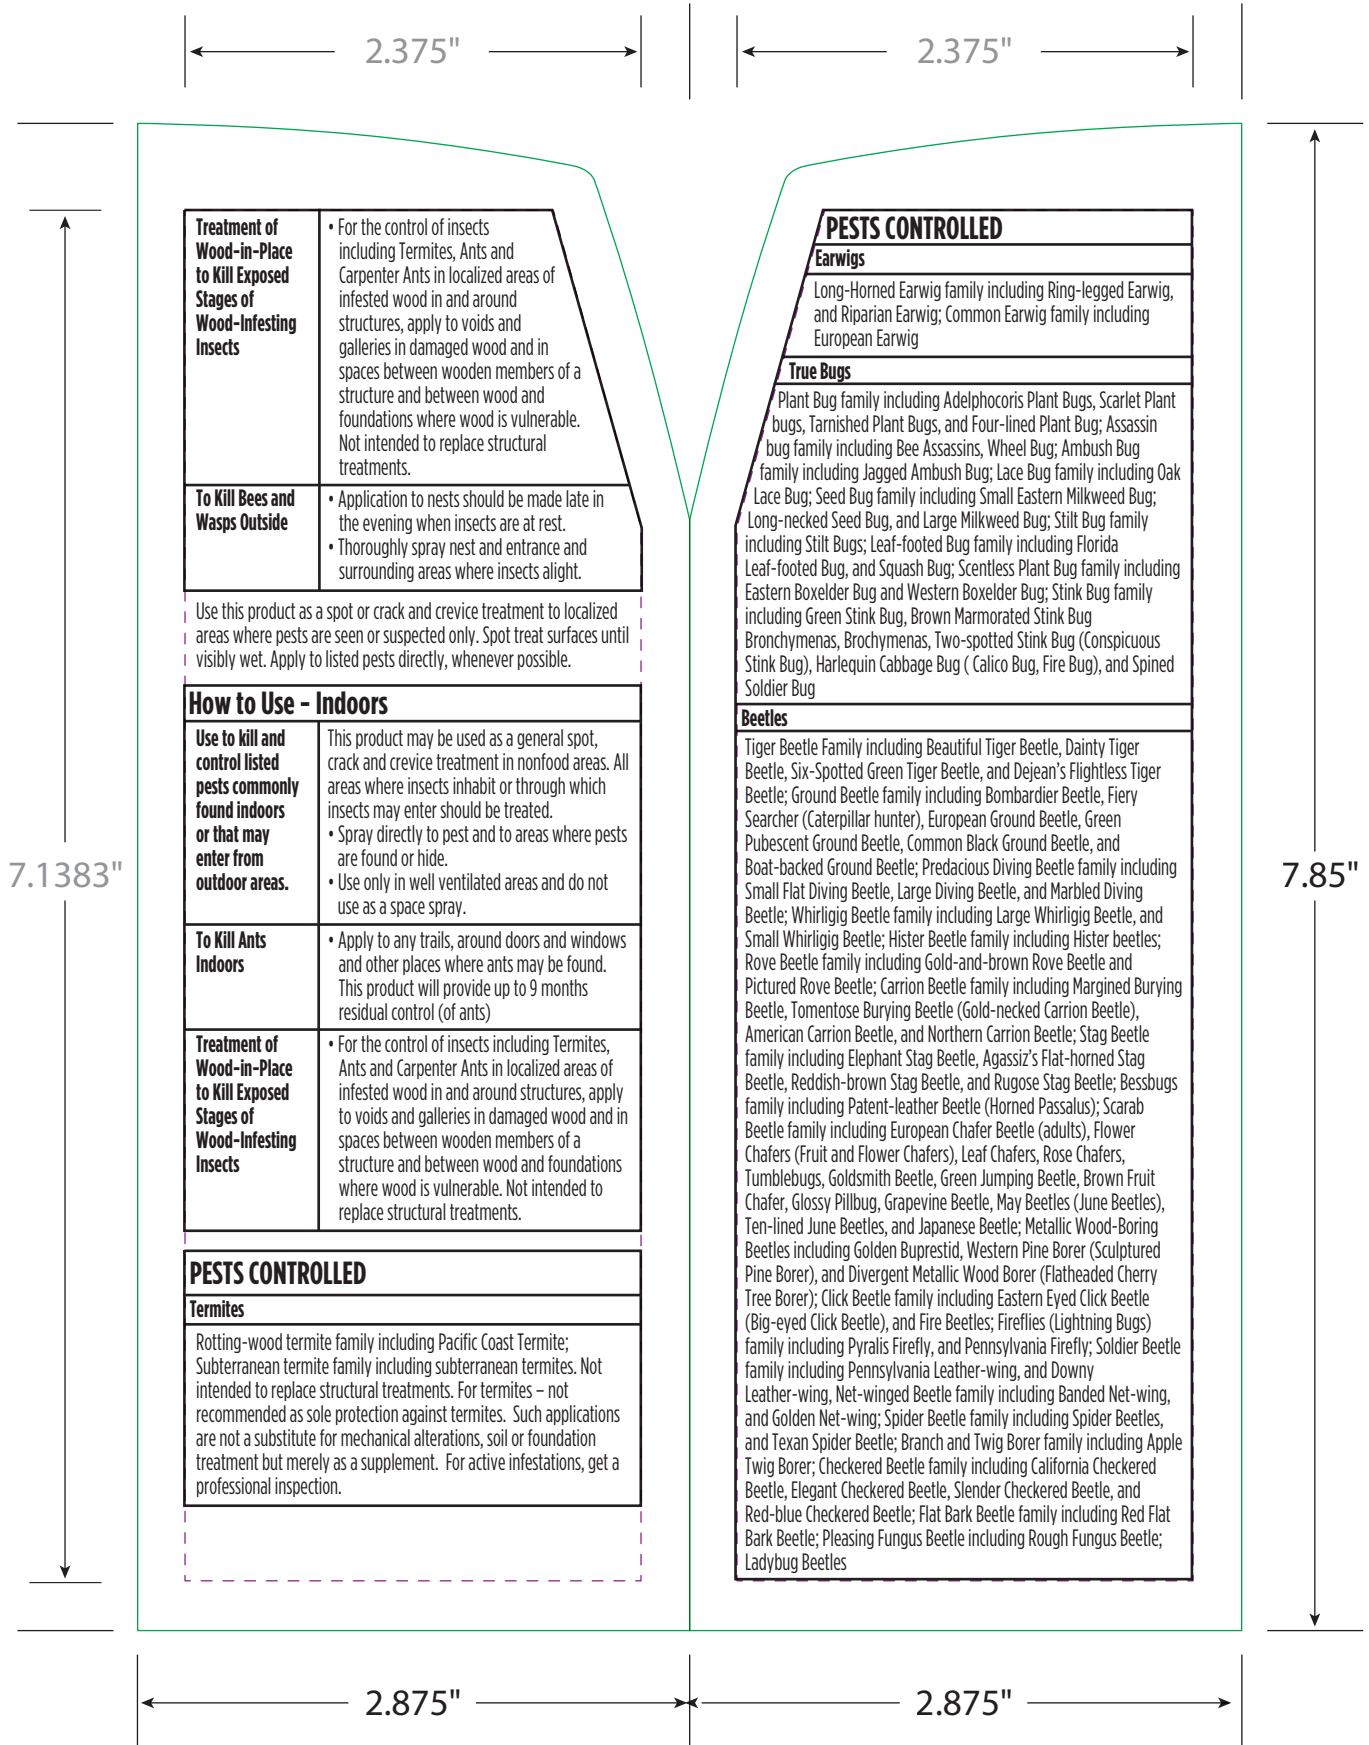 2.375"
2.375"
Treatment of
Wood-in-Place
to Kill Exposed
Stages of
Wood-Infesting
Insects
• For the control of insects
including Termites, Ants and
Carpenter Ants in localized areas of
infested wood in and around
structures, apply to voids and
galleries in damaged wood and in
spaces between wooden members of a
structure and between wood and
foundations where wood is vulnerable.
Not intended to replace structural
treatments.
To Kill Bees and
Wasps Outside
• Application to nests should be made late in
the evening when insects are at rest.
• Thoroughly spray nest and entrance and
surrounding areas where insects alight.
Use this product as a spot or crack and crevice treatment to localized
areas where pests are seen or suspected only. Spot treat surfaces until
visibly wet. Apply to listed pests directly, whenever possible.
How to Use - Indoors
Use to kill and
control listed
pests commonly
found indoors
or that may
enter from
outdoor areas.
This product may be used as a general spot,
crack and crevice treatment in nonfood areas. All
areas where insects inhabit or through which
insects may enter should be treated.
• Spray directly to pest and to areas where pests
are found or hide.
• Use only in well ventilated areas and do not
use as a space spray.
To Kill Ants
Indoors
• Apply to any trails, around doors and windows
and other places where ants may be found.
This product will provide up to 9 months
residual control (of ants)
Treatment of
Wood-in-Place
to Kill Exposed
Stages of
Wood-Infesting
Insects
• For the control of insects including Termites,
Ants and Carpenter Ants in localized areas of
infested wood in and around structures, apply
to voids and galleries in damaged wood and in
spaces between wooden members of a
structure and between wood and foundations
where wood is vulnerable. Not intended to
replace structural treatments.
PESTS CONTROLLED
Termites
Rotting-wood termite family including Pacific Coast Termite;
Subterranean termite family including subterranean termites. Not
intended to replace structural treatments. For termites – not
recommended as sole protection against termites. Such applications
are not a substitute for mechanical alterations, soil or foundation
treatment but merely as a supplement. For active infestations, get a
professional inspection.
PESTS CONTROLLED
Earwigs
Long-Horned Earwig family including Ring-legged Earwig,
and Riparian Earwig; Common Earwig family including
European Earwig
True Bugs
Plant Bug family including Adelphocoris Plant Bugs, Scarlet Plant
bugs, Tarnished Plant Bugs, and Four-lined Plant Bug; Assassin
bug family including Bee Assassins, Wheel Bug; Ambush Bug
family including Jagged Ambush Bug; Lace Bug family including Oak
Lace Bug; Seed Bug family including Small Eastern Milkweed Bug;
Long-necked Seed Bug, and Large Milkweed Bug; Stilt Bug family
including Stilt Bugs; Leaf-footed Bug family including Florida
Leaf-footed Bug, and Squash Bug; Scentless Plant Bug family including
Eastern Boxelder Bug and Western Boxelder Bug; Stink Bug family
including Green Stink Bug, Brown Marmorated Stink Bug
Bronchymenas, Brochymenas, Two-spotted Stink Bug (Conspicuous
Stink Bug), Harlequin Cabbage Bug ( Calico Bug, Fire Bug), and Spined
Soldier Bug
Beetles
Tiger Beetle Family including Beautiful Tiger Beetle, Dainty Tiger
Beetle, Six-Spotted Green Tiger Beetle, and Dejean's Flightless Tiger
Beetle; Ground Beetle family including Bombardier Beetle, Fiery
Searcher (Caterpillar hunter), European Ground Beetle, Green
Pubescent Ground Beetle, Common Black Ground Beetle, and
Boat-backed Ground Beetle; Predacious Diving Beetle family including
Small Flat Diving Beetle, Large Diving Beetle, and Marbled Diving
Beetle; Whirligig Beetle family including Large Whirligig Beetle, and
Small Whirligig Beetle; Hister Beetle family including Hister beetles;
Rove Beetle family including Gold-and-brown Rove Beetle and
Pictured Rove Beetle; Carrion Beetle family including Margined Burying
Beetle, Tomentose Burying Beetle (Gold-necked Carrion Beetle),
American Carrion Beetle, and Northern Carrion Beetle; Stag Beetle
family including Elephant Stag Beetle, Agassiz's Flat-horned Stag
Beetle, Reddish-brown Stag Beetle, and Rugose Stag Beetle; Bessbugs
family including Patent-leather Beetle (Horned Passalus); Scarab
Beetle family including European Chafer Beetle (adults), Flower
Chafers (Fruit and Flower Chafers), Leaf Chafers, Rose Chafers,
Tumblebugs, Goldsmith Beetle, Green Jumping Beetle, Brown Fruit
Chafer, Glossy Pillbug, Grapevine Beetle, May Beetles (June Beetles),
Ten-lined June Beetles, and Japanese Beetle; Metallic Wood-Boring
Beetles including Golden Buprestid, Western Pine Borer (Sculptured
Pine Borer), and Divergent Metallic Wood Borer (Flatheaded Cherry
Tree Borer); Click Beetle family including Eastern Eyed Click Beetle
(Big-eyed Click Beetle), and Fire Beetles; Fireflies (Lightning Bugs)
family including Pyralis Firefly, and Pennsylvania Firefly; Soldier Beetle
family including Pennsylvania Leather-wing, and Downy
Leather-wing, Net-winged Beetle family including Banded Net-wing,
and Golden Net-wing; Spider Beetle family including Spider Beetles,
and Texan Spider Beetle; Branch and Twig Borer family including Apple
Twig Borer; Checkered Beetle family including California Checkered
Beetle, Elegant Checkered Beetle, Slender Checkered Beetle, and
Red-blue Checkered Beetle; Flat Bark Beetle family including Red Flat
Bark Beetle; Pleasing Fungus Beetle including Rough Fungus Beetle;
Ladybug Beetles
7.1383"
7.85"
2.875"
2.875"